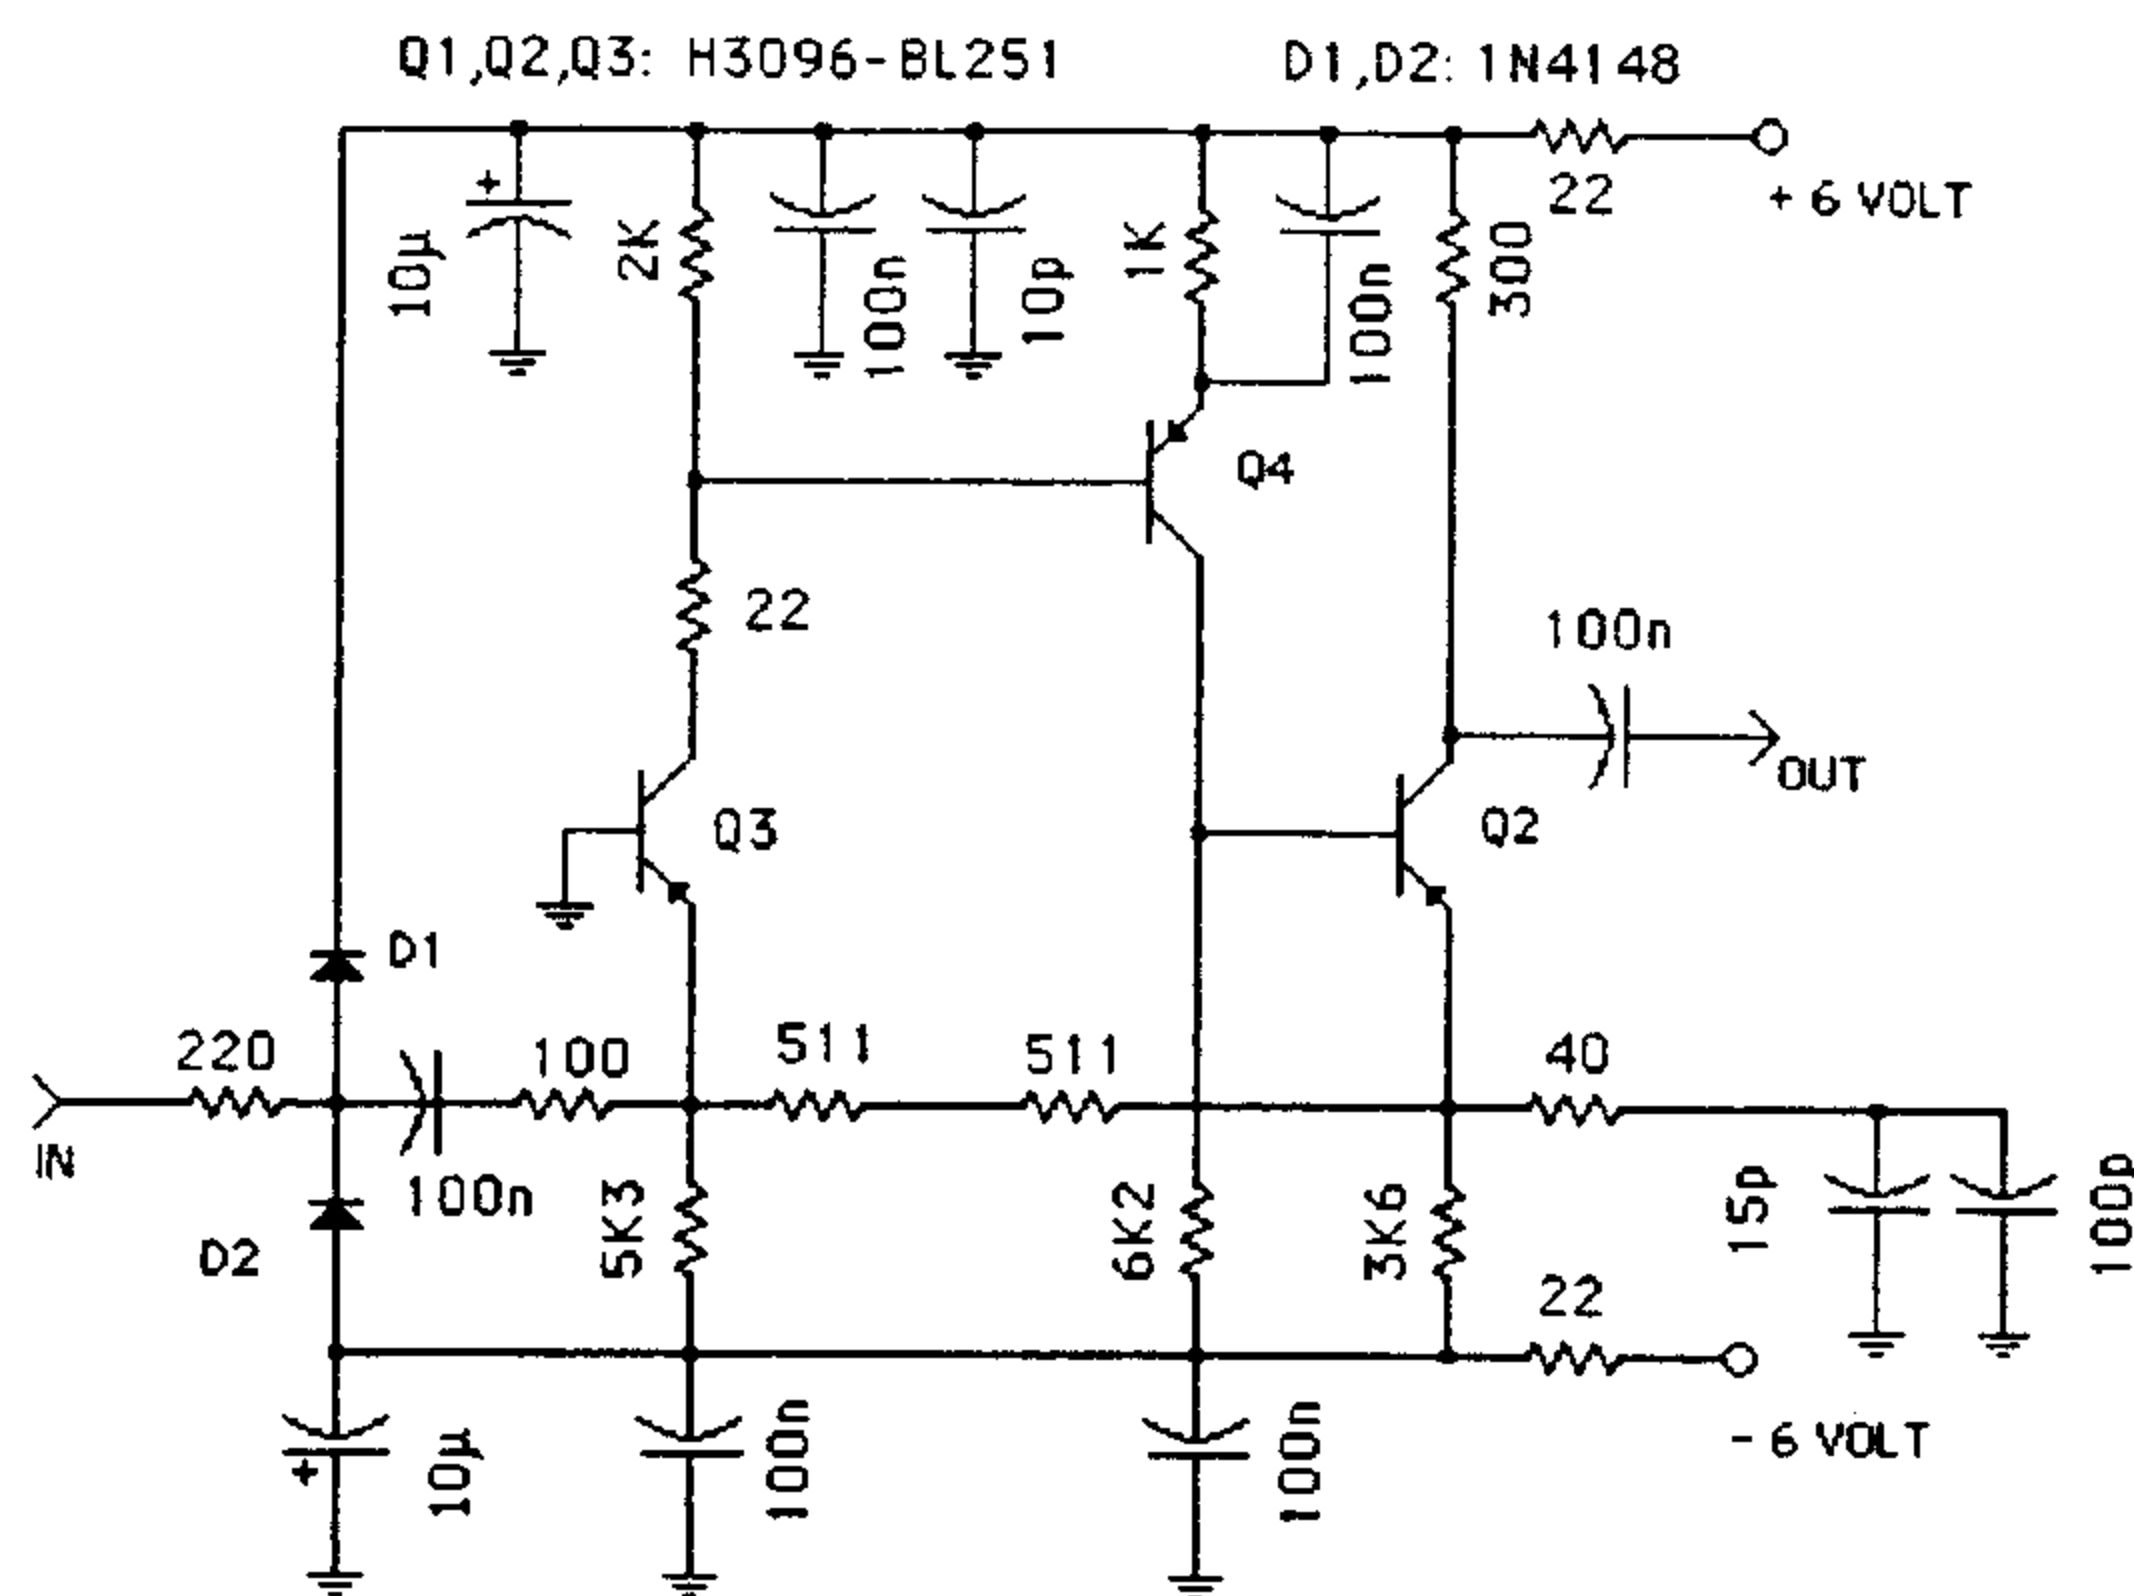 Q1,Q2,Q3: H3096-BL251
D1,D2: 1N4148
22
+ 6 VOLT
10µ
2K
100n
10p
1K
100n
300
Q4
22
100n
OUT
Q3
Q2
D1
220
100
511
511
40
IN
100n
5K3
6K2
3K6
15p
100p
D2
22
10µ
100n
100n
- 6 VOLT